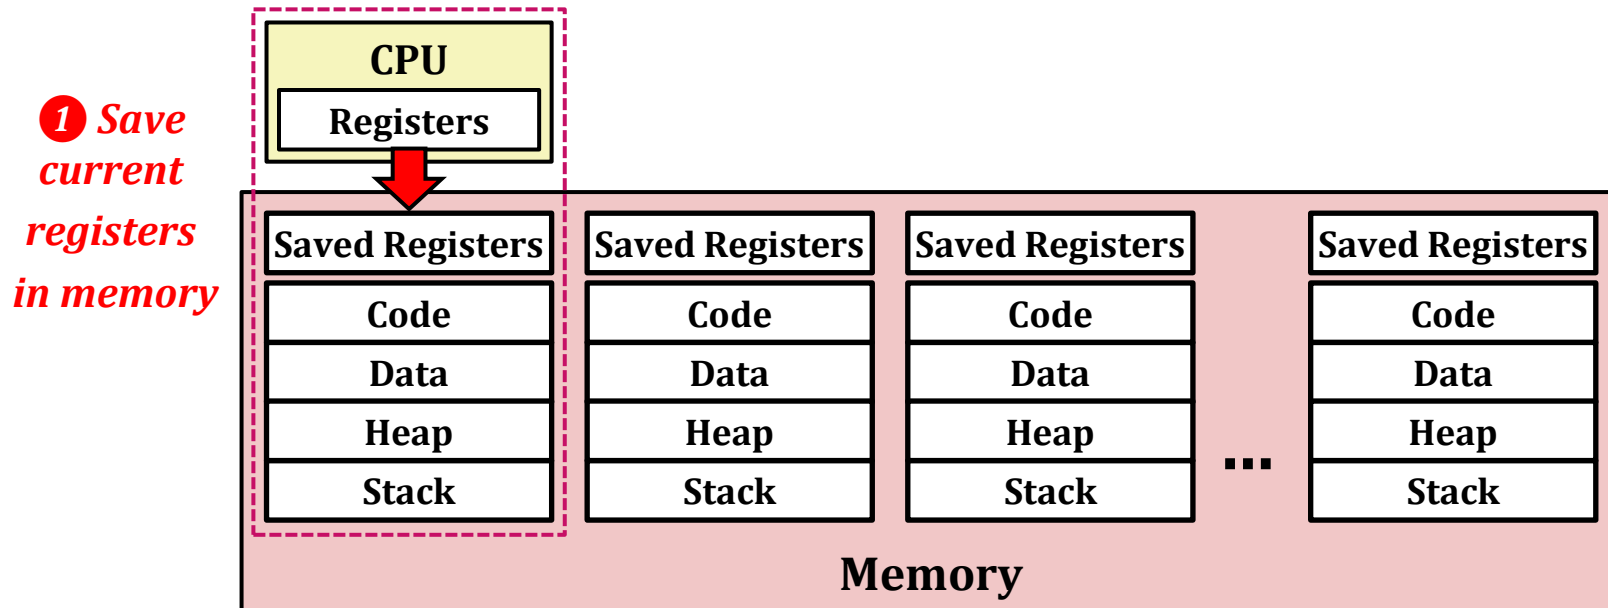 CPU
Registers
1 Save
current
registers
in memory
Saved Registers
Code
Data
Heap
Stack
Saved Registers
Code
Data
Heap
Stack
Saved Registers
Code
Data
Heap
Stack
...
Saved Registers
Code
Data
Heap
Stack
Memory